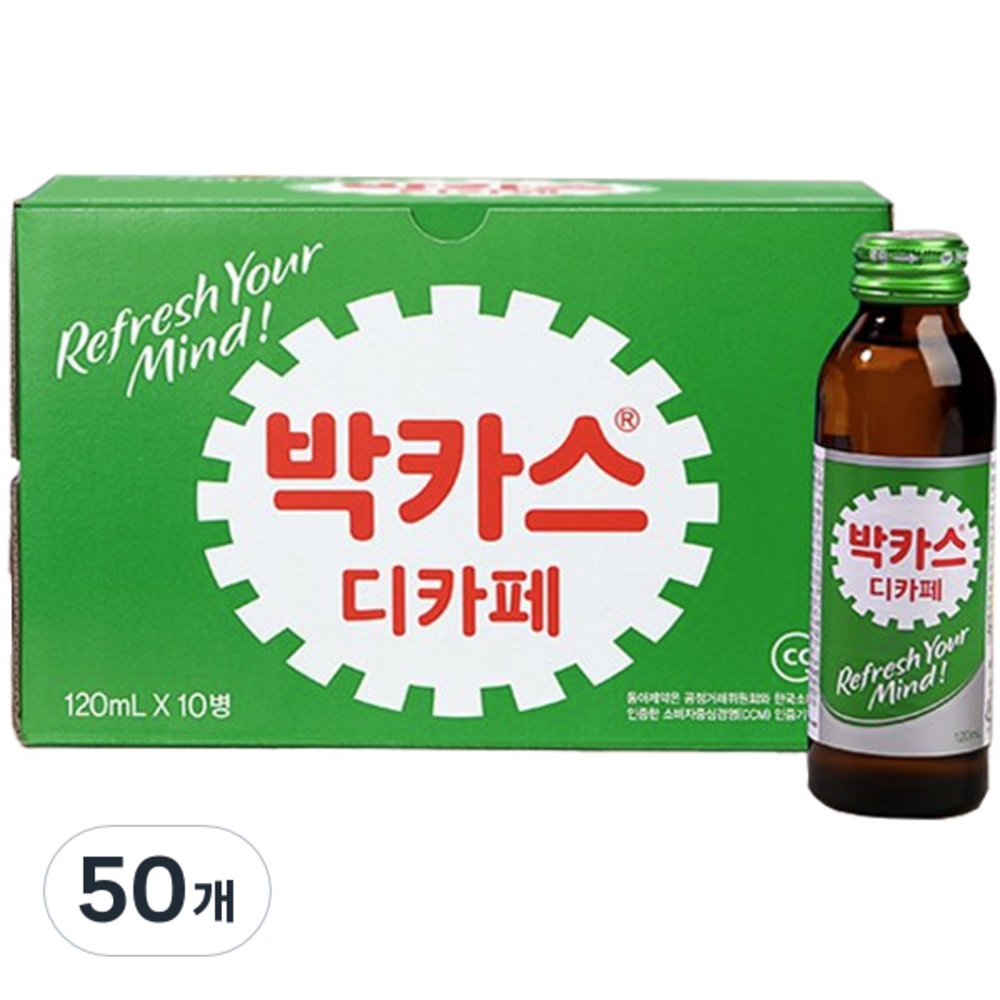 Refresh Your
Mind!
박카스®
디카페
120mL X 10병
동아제약은 공정거래위원회와 한국소
인증한 소비자중심경영(CCM) 인증기
박카스®
디카페
Refresh Your
Mind!
120mL
50개